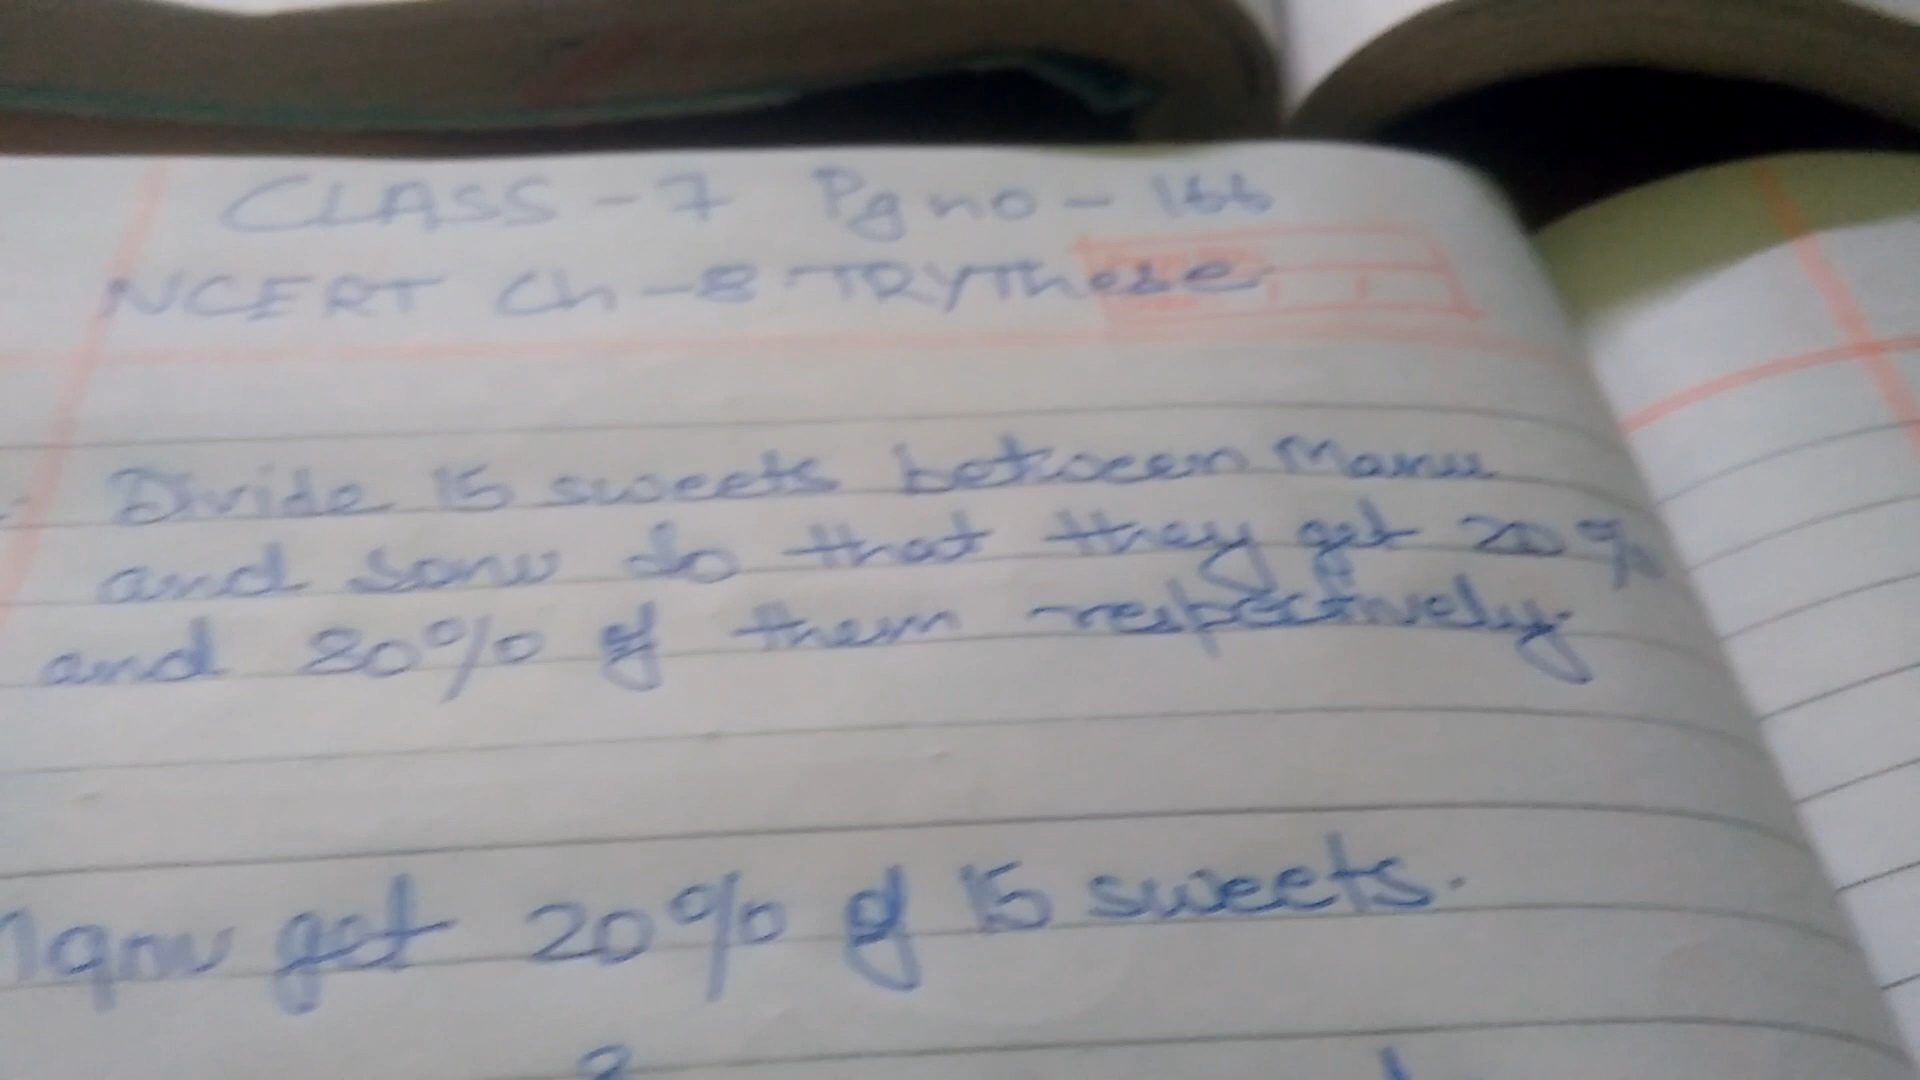 CLASS - 7 Pg no - 166
NCERT Ch - 8 TRY These
Divide 15 sweets between Manu
and sonu so that they get 20%
and 80% of them respectively.
Manu get 20% of 15 sweets.